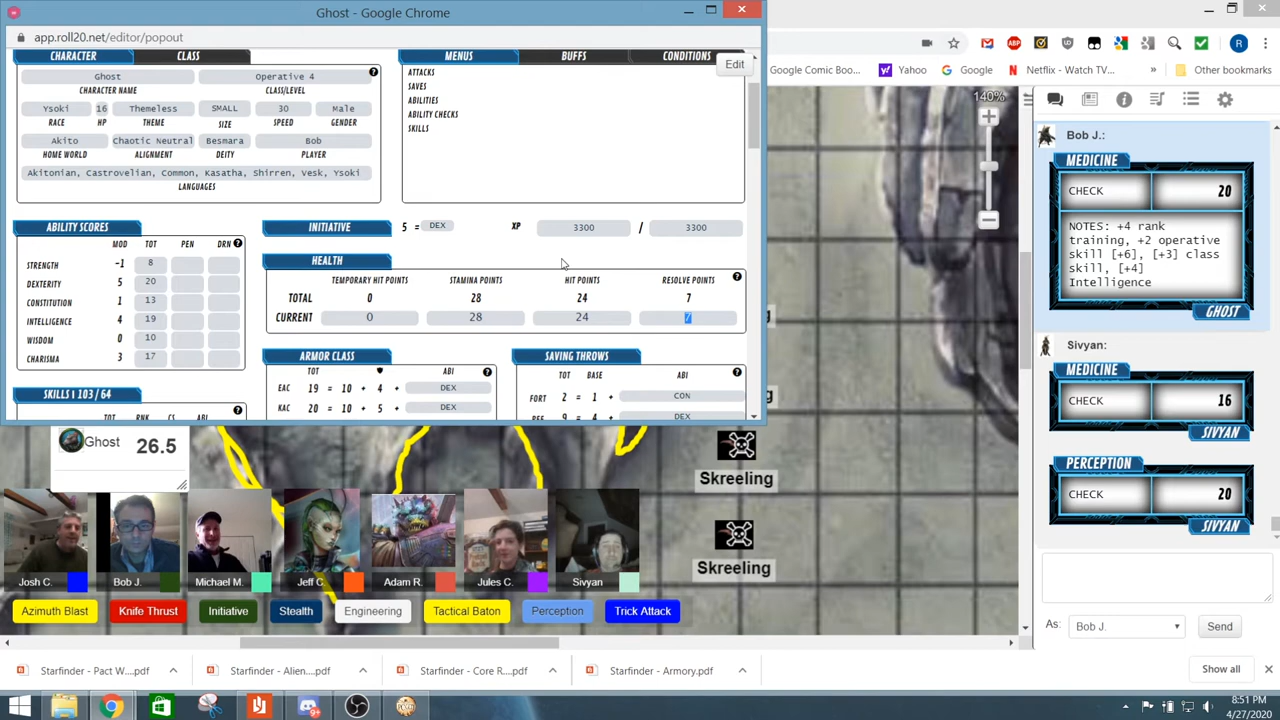 Ghost - Google Chrome
app.roll20.net/editor/popout
CHARACTER CLASS
Ghost Operative 4
CHARACTER NAME CLASS/LEVEL
Ysoki 16 Themeless SMALL 30 Male
RACE HP THEME SIZE SPEED GENDER
Akito Chaotic Neutral Besmara Bob
HOME WORLD ALIGNMENT DEITY PLAYER
Akitonian, Castrovelian, Common, Kasatha, Shirren, Vesk, Ysoki
LANGUAGES
MENUS BUFFS CONDITIONS
Edit
ATTACKS
SAVES
ABILITIES
ABILITY CHECKS
SKILLS
ABILITY SCORES
MOD TOT PEN DRN
STRENGTH -1 8
DEXTERITY 5 20
CONSTITUTION 1 13
INTELLIGENCE 4 19
WISDOM 0 10
CHARISMA 3 17
SKILLS | 103 / 64
TOT RNK CS ABI
INITIATIVE 5 = DEX XP 3300 / 3300
HEALTH
TEMPORARY HIT POINTS STAMINA POINTS HIT POINTS RESOLVE POINTS
TOTAL 0 28 24 7
CURRENT 0 28 24 7
ARMOR CLASS
TOT ABI
EAC 19 = 10 + 4 + DEX
KAC 20 = 10 + 5 + DEX
SAVING THROWS
TOT BASE ABI
FORT 2 = 1 + CON
REF 9 = 4 + DEX
Google Comic Boo... Yahoo Google Netflix - Watch TV... » Other bookmarks
R
140%
Bob J.:
MEDICINE
CHECK 20
NOTES: +4 rank
training, +2 operative
skill [+6], [+3] class
skill, [+4]
Intelligence
GHOST
Sivyan:
MEDICINE
CHECK 16
SIVYAN
PERCEPTION
CHECK 20
SIVYAN
As: Bob J. Send
Ghost 26.5
Skreeling
Skreeling
Josh C. Bob J. Michael M. Jeff C. Adam R. Jules C. Sivyan
Azimuth Blast Knife Thrust Initiative Stealth Engineering Tactical Baton Perception Trick Attack
Starfinder - Pact W....pdf Starfinder - Alien....pdf Starfinder - Core R....pdf Starfinder - Armory.pdf Show all
8:51 PM
4/27/2020